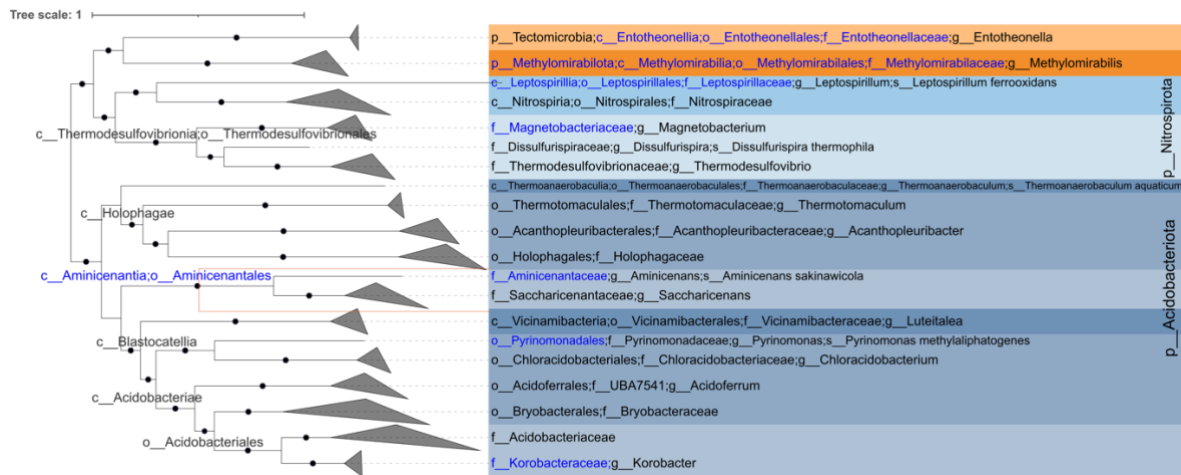 Tree scale: 1
p__Tectomicrobia;c__Entotheonellia;o__Entotheonellales;f__Entotheonellaceae;g__Entotheonella
p__Methylomirabilota;c__Methylomirabilia;o__Methylomirabilales;f__Methylomirabilaceae;g__Methylomirabilis
c__Leptospirillia;o__Leptospirillales;f__Leptospirillaceae;g__Leptospirillum;s__Leptospirillum ferrooxidans
c__Nitrospiria;o__Nitrospirales;f__Nitrospiraceae
p__Nitrospirota
f__Magnetobacteriaceae;g__Magnetobacterium
c__Thermodesulfovibrionia;o__Thermodesulfovibrionales
f__Dissulfurispiraceae;g__Dissulfurispira;s__Dissulfurispira thermophila
f__Thermodesulfovibrionaceae;g__Thermodesulfovibrio
c__Thermoanaerobaculia;o__Thermoanaerobaculales;f__Thermoanaerobaculaceae;g__Thermoanaerobaculum;s__Thermoanaerobaculum aquaticum
o__Thermotomaculales;f__Thermotomaculaceae;g__Thermotomaculum
c__Holophagae
o__Acanthopleuribacterales;f__Acanthopleuribacteraceae;g__Acanthopleuribacter
o__Holophagales;f__Holophagaceae
p__Acidobacteriota
c__Aminicenantia;o__Aminicenantales
f__Aminicenantaceae;g__Aminicenans;s__Aminicenans sakinawicola
f__Saccharicenantaceae;g__Saccharicenans
c__Vicinamibacteria;o__Vicinamibacterales;f__Vicinamibacteraceae;g__Luteitalea
c__Blastocatellia
o__Pyrinomonadales;f__Pyrinomonadaceae;g__Pyrinomonas;s__Pyrinomonas methylaliphatogenes
o__Chloracidobacteriales;f__Chloracidobacteriaceae;g__Chloracidobacterium
o__Acidoferrales;f__UBA7541;g__Acidoferrum
c__Acidobacteriae
o__Bryobacterales;f__Bryobacteraceae
f__Acidobacteriaceae
o__Acidobacteriales
f__Korobacteraceae;g__Korobacter